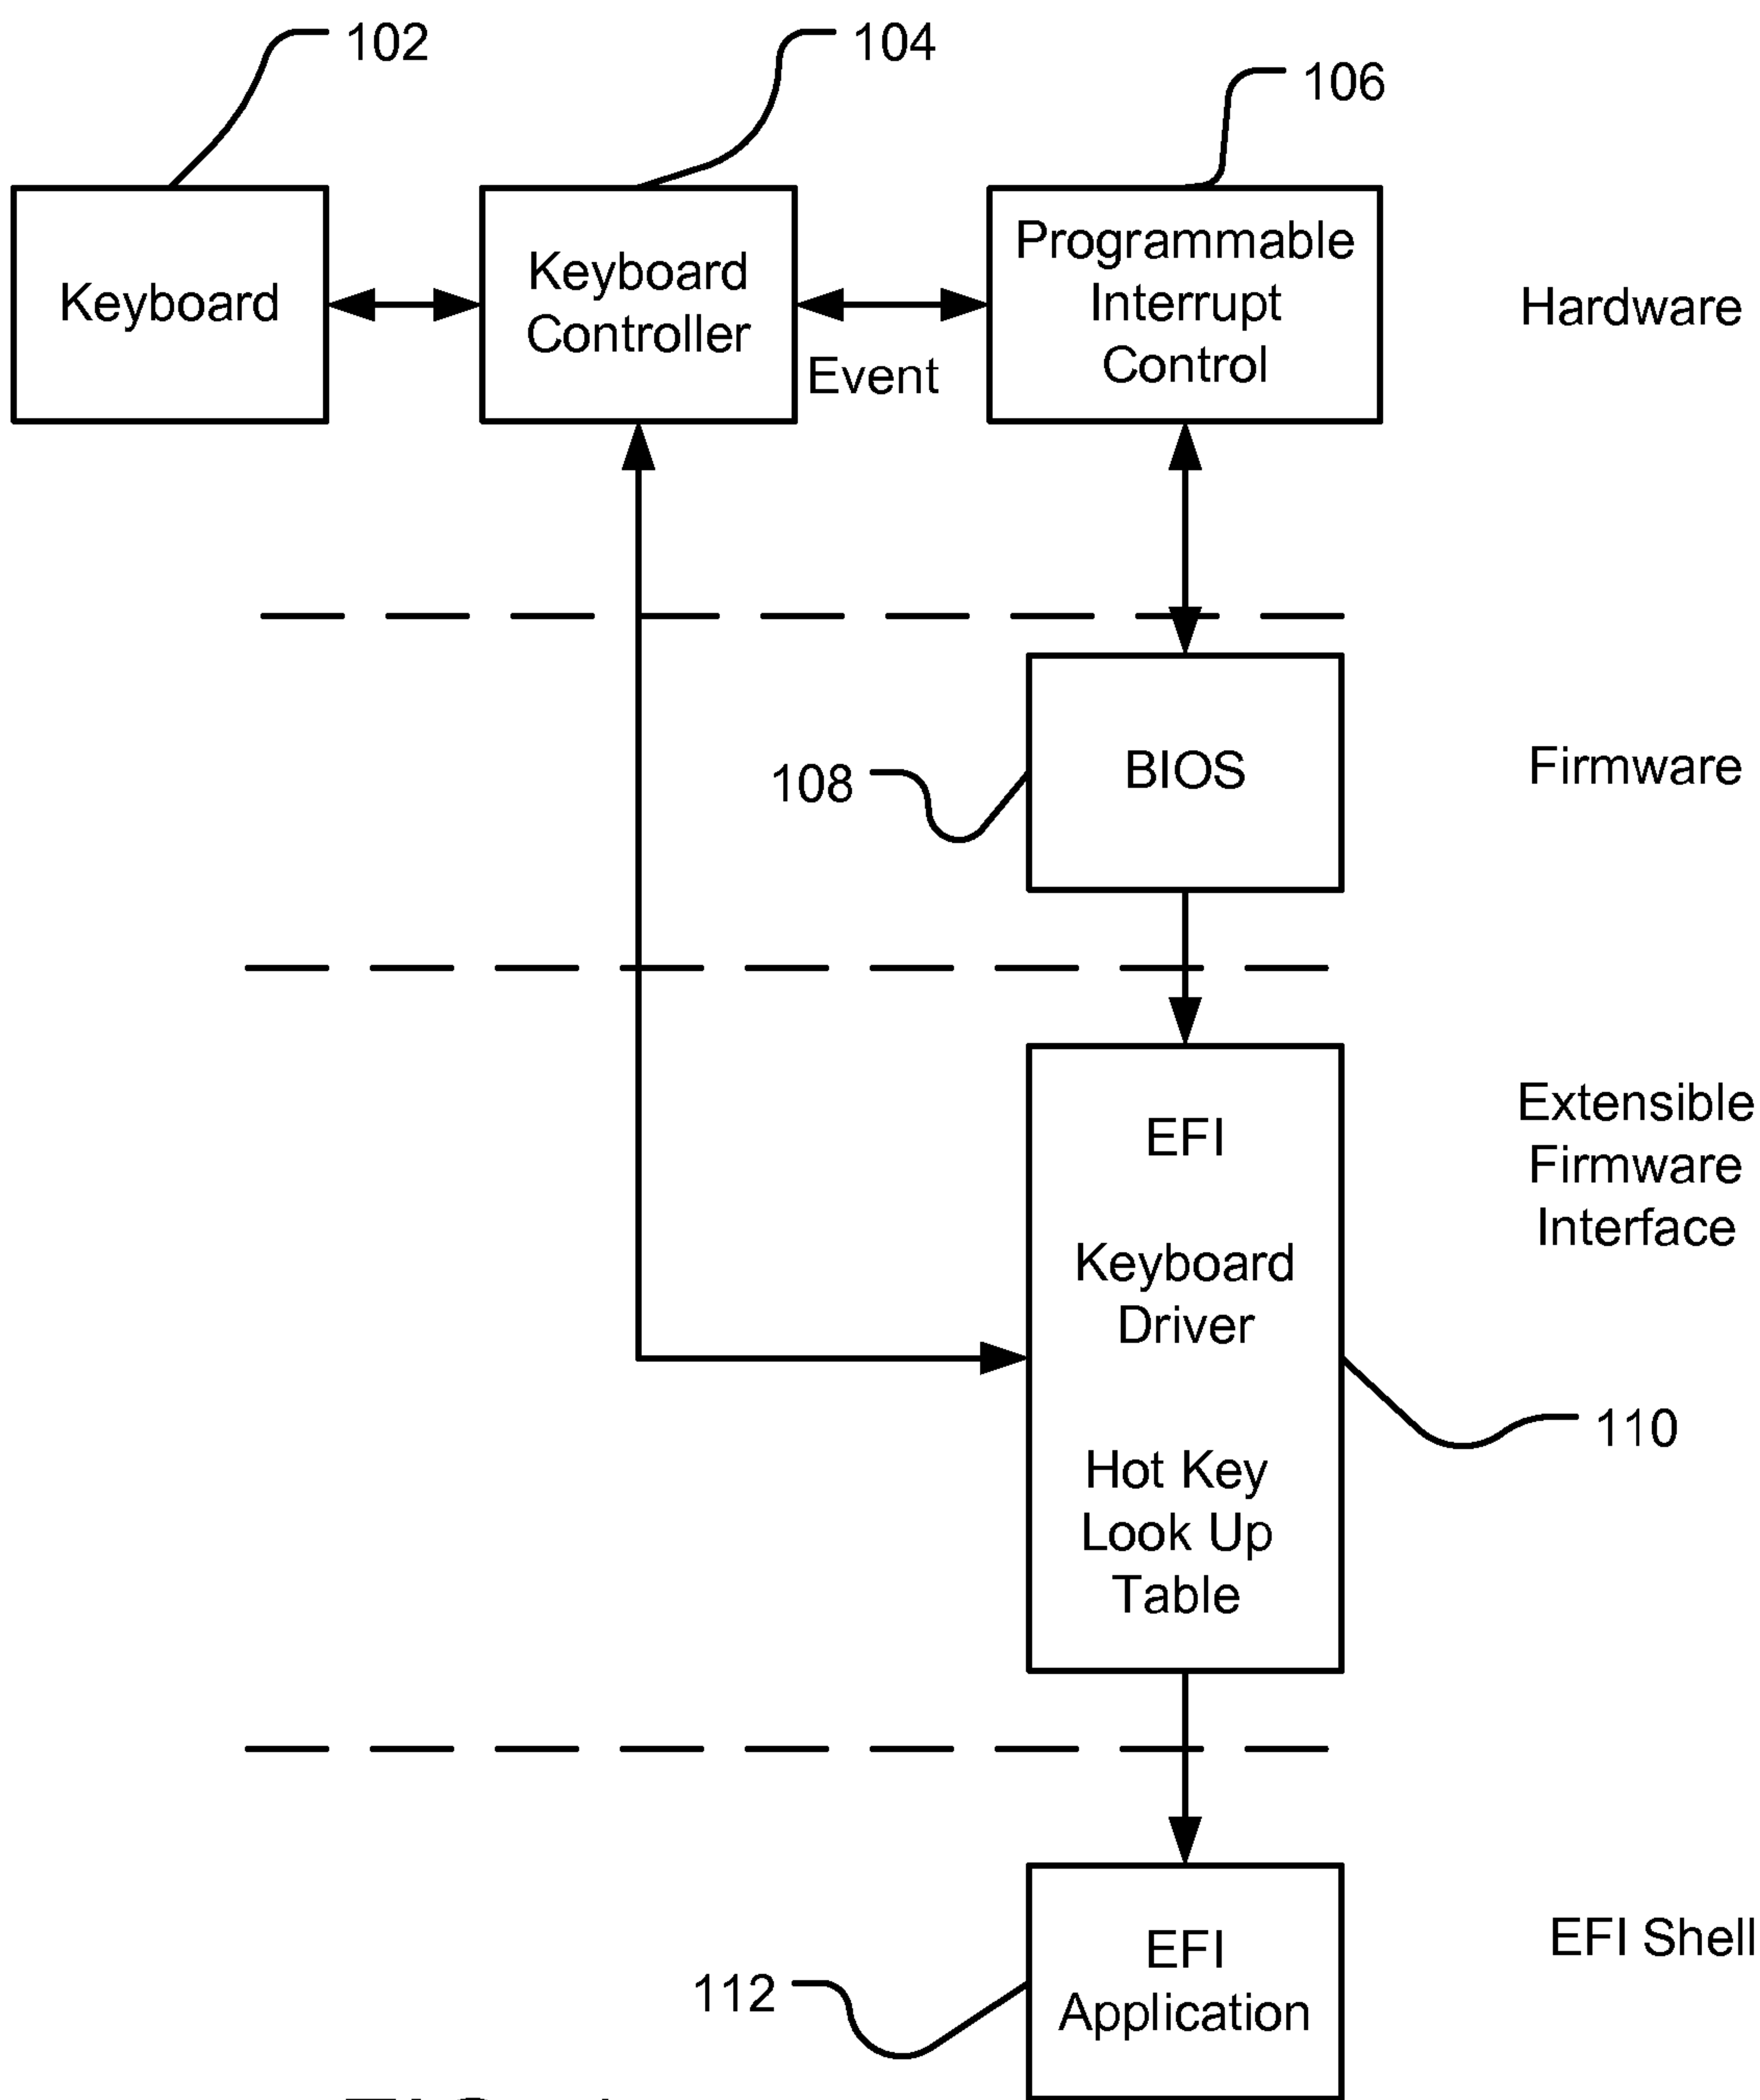 102
104
106
Keyboard
Keyboard
Controller
Event
Programmable
Interrupt
Control
Hardware
108
BIOS
Firmware
EFI
Keyboard
Driver
Hot Key
Look Up
Table
Extensible
Firmware
Interface
110
112
EFI
Application
EFI Shell